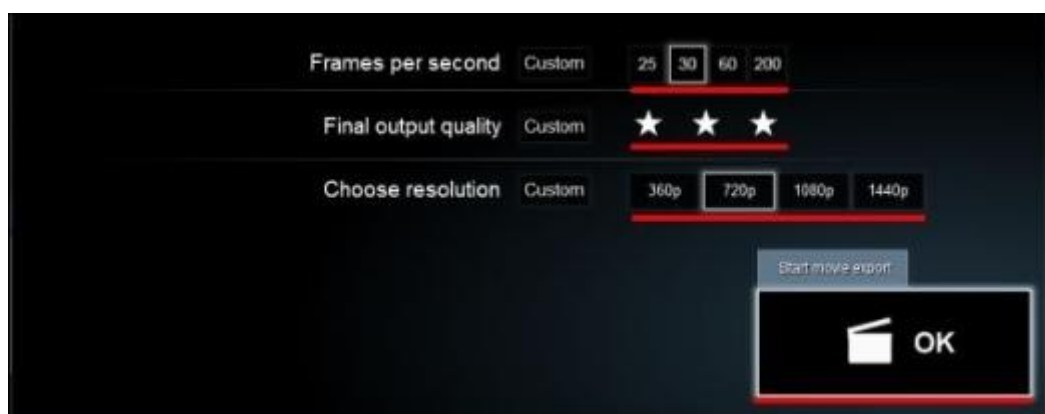 Frames per second Custom 25 30 60 200
Final output quality Custom
Choose resolution Custom 360p 720p 1080p 1440p
Start movie export
OK